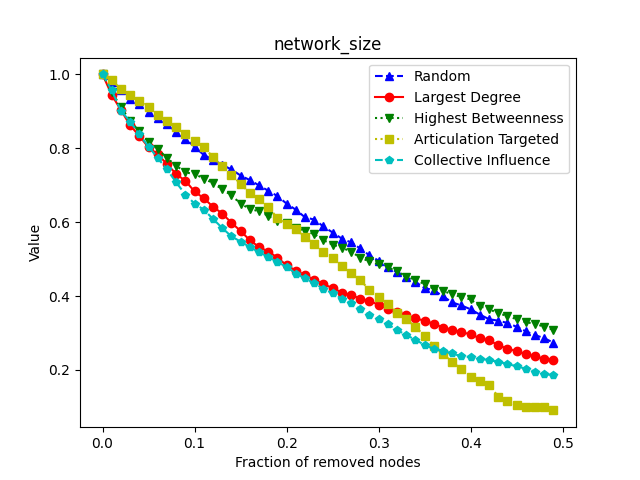 network_size
Random
Largest Degree
Highest Betweenness
Articulation Targeted
Collective Influence
Value
1.0
0.8
0.6
0.4
0.2
0.0 0.1 0.2 0.3 0.4 0.5
Fraction of removed nodes